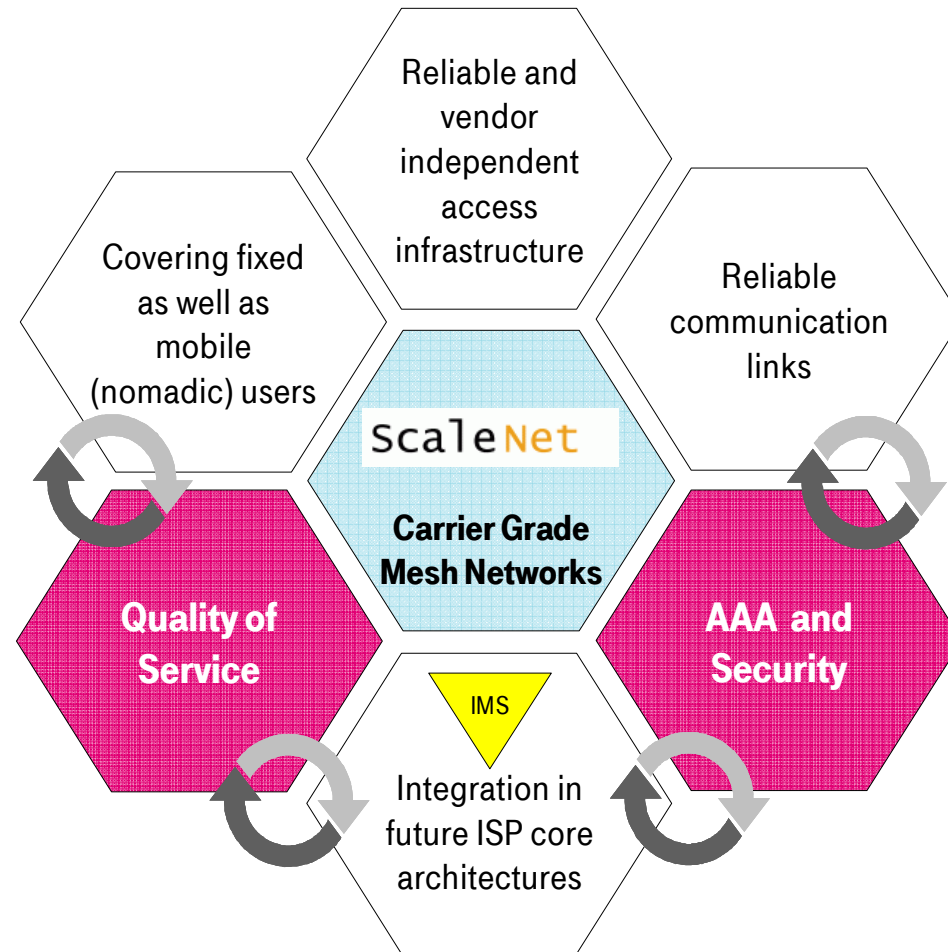 Reliable and
vendor
independent
access
infrastructure
Covering fixed
as well as
mobile
(nomadic) users
Reliable
communication
links
ScaleNet
Carrier Grade
Mesh Networks
Quality of
Service
AAA and
Security
IMS
Integration in
future ISP core
architectures